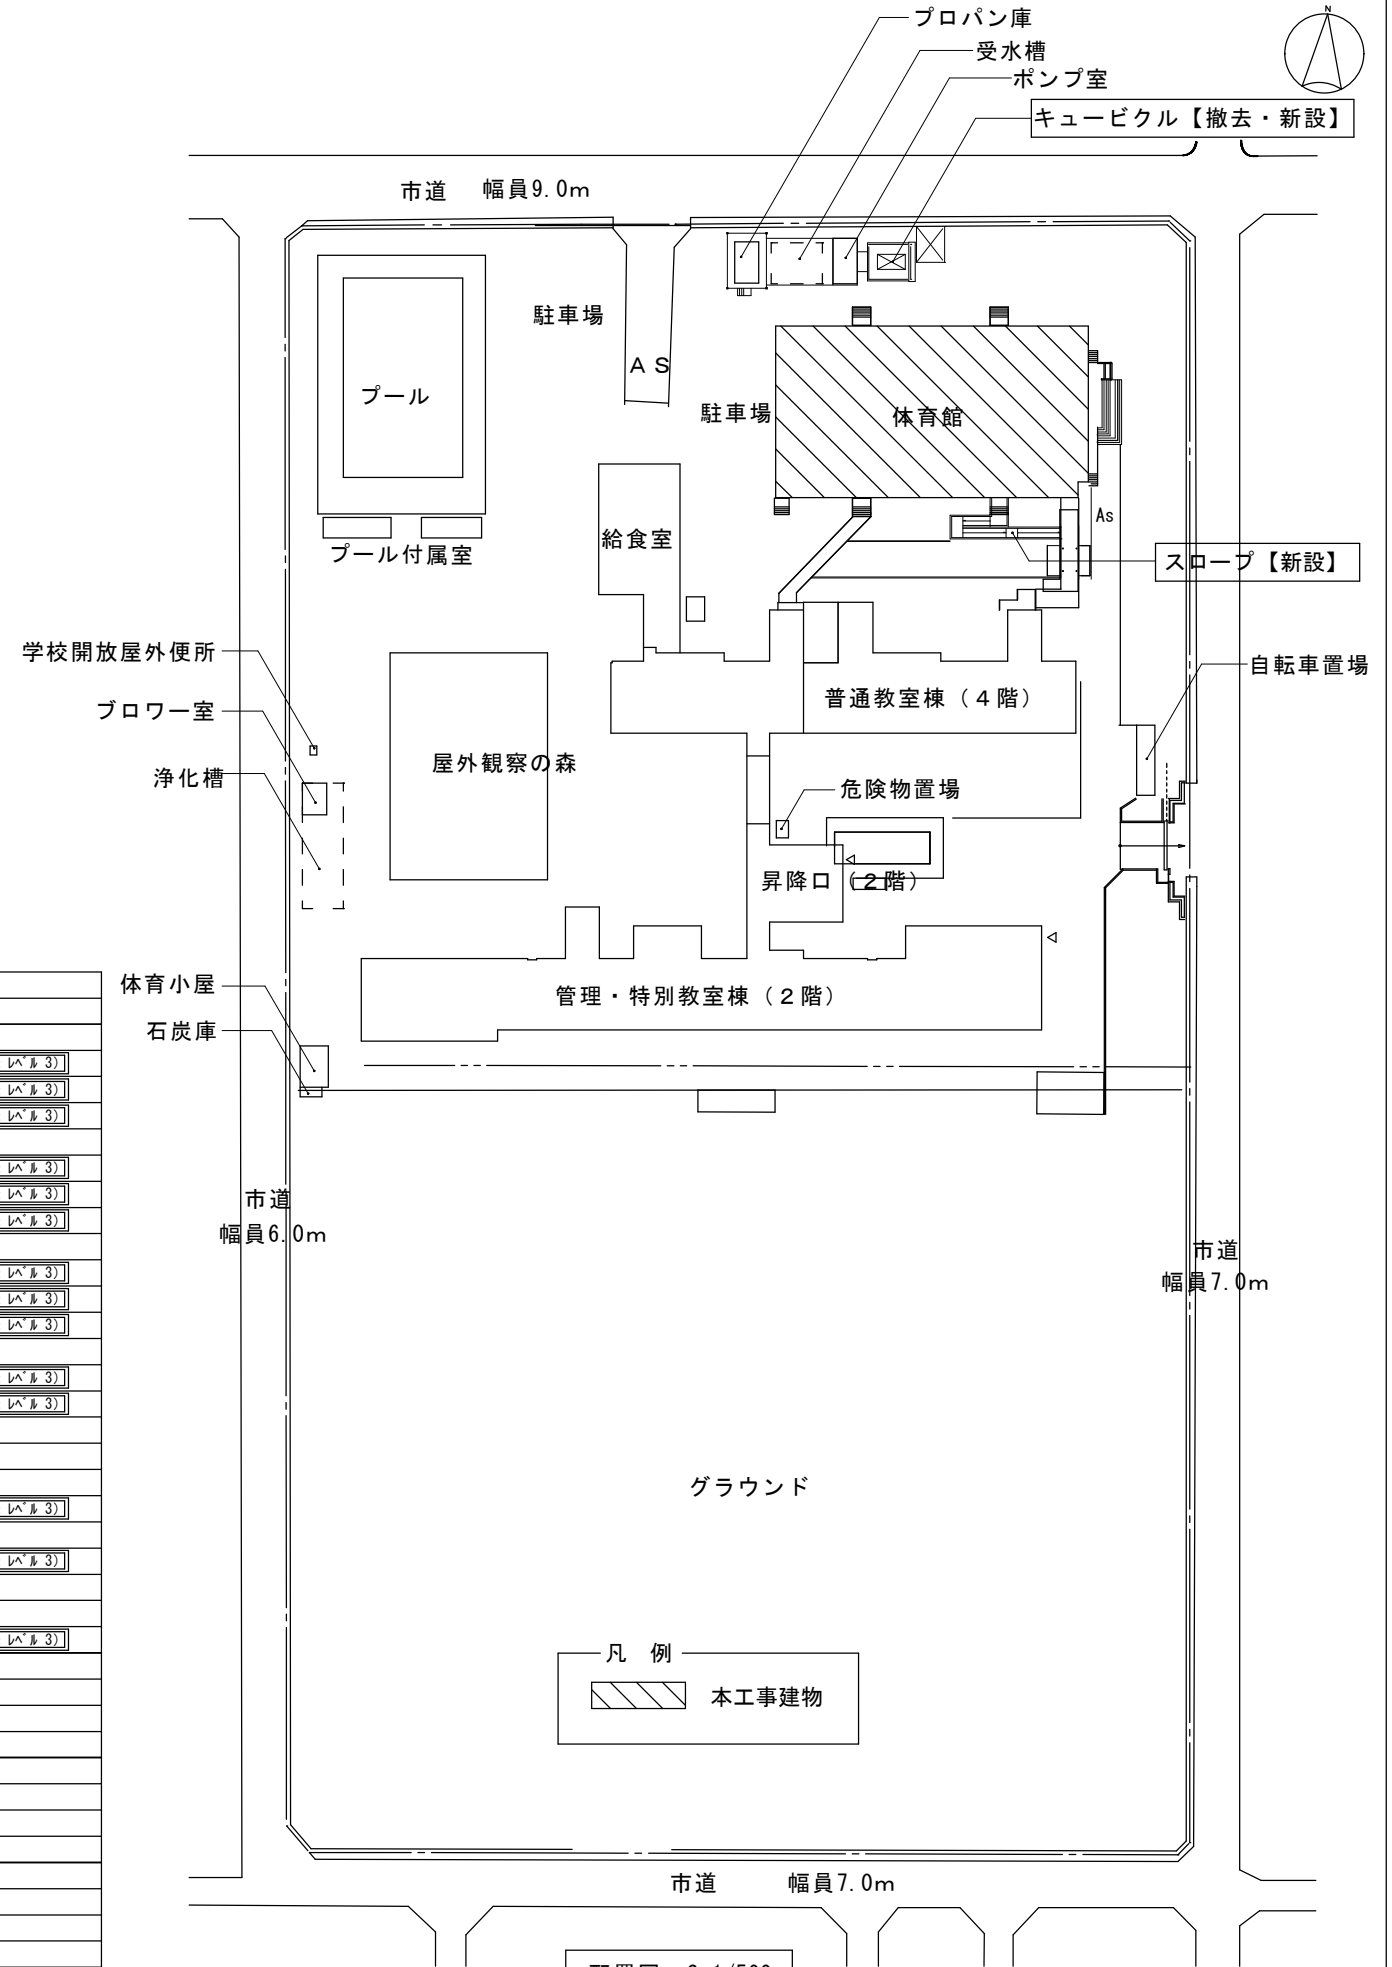 プロパン庫
N
受水槽
ポンプ室
キュービクル【撤去・新設】
市道 幅員9.0m
駐車場
AS
プール
駐車場
体育館
As
給食室
プール付属室
スロープ【新設】
学校開放屋外便所
自転車置場
普通教室棟（4階）
ブロワー室
屋外観察の森
浄化槽
危険物置場
昇降口（2階）
体育小屋
管理・特別教室棟（2階）
石炭庫
レベル3)
レベル3)
レベル3)
レベル3)
レベル3)
レベル3)
レベル3)
レベル3)
レベル3)
レベル3)
レベル3)
レベル3)
レベル3)
レベル3)
市道
幅員6.0m
市道
幅員7.0m
グラウンド
凡 例
本工事建物
市道 幅員7.0m